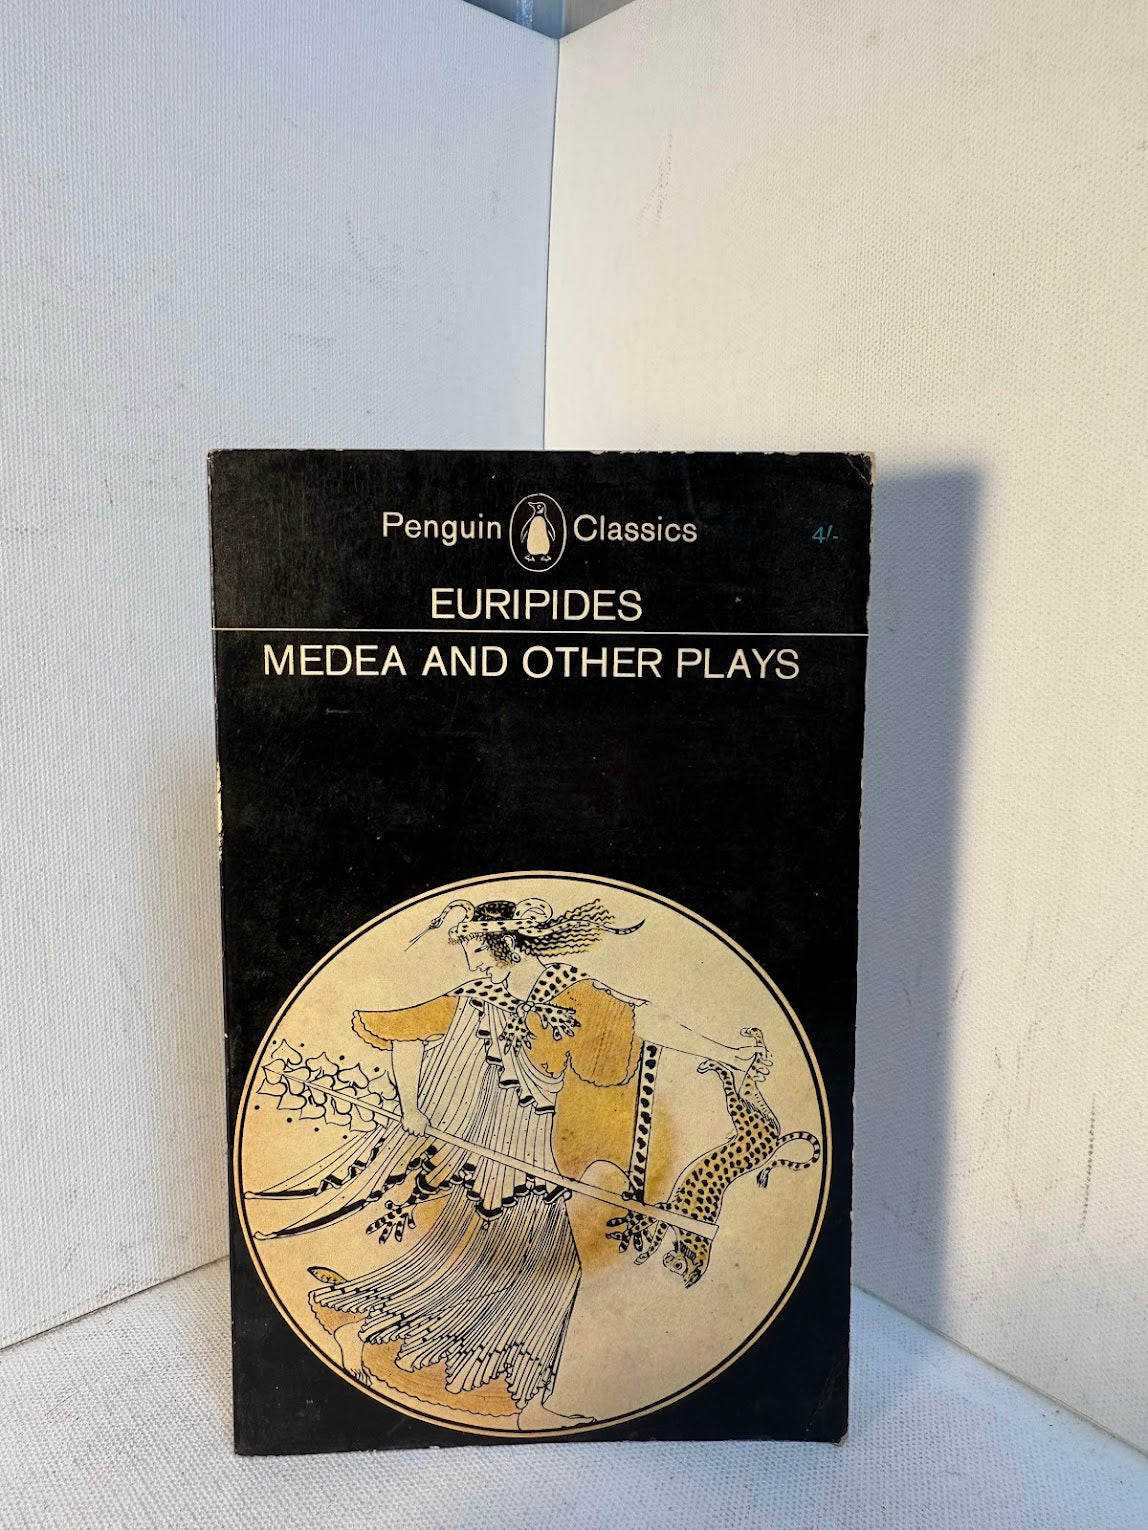 Penguin Classics 4/-
EURIPIDES
MEDEA AND OTHER PLAYS